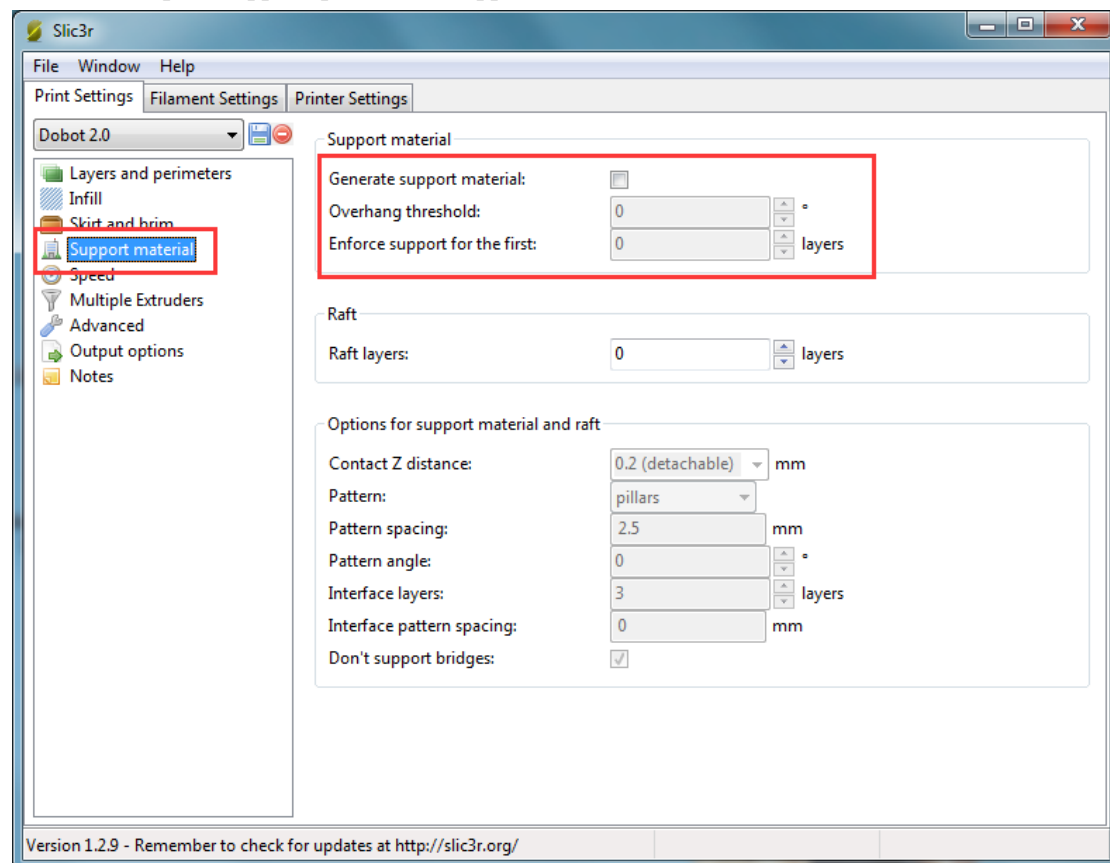 Slic3r
File Window Help
Print Settings Filament Settings Printer Settings
Dobot 2.0
Layers and perimeters
Infill
Skirt and brim
Support material
Speed
Multiple Extruders
Advanced
Output options
Notes
Support material
Generate support material:
Overhang threshold: 0 °
Enforce support for the first: 0 layers
Raft
Raft layers: 0 layers
Options for support material and raft
Contact Z distance: 0.2 (detachable) mm
Pattern: pillars
Pattern spacing: 2.5 mm
Pattern angle: 0 °
Interface layers: 3 layers
Interface pattern spacing: 0 mm
Don't support bridges:
Version 1.2.9 - Remember to check for updates at http://slic3r.org/